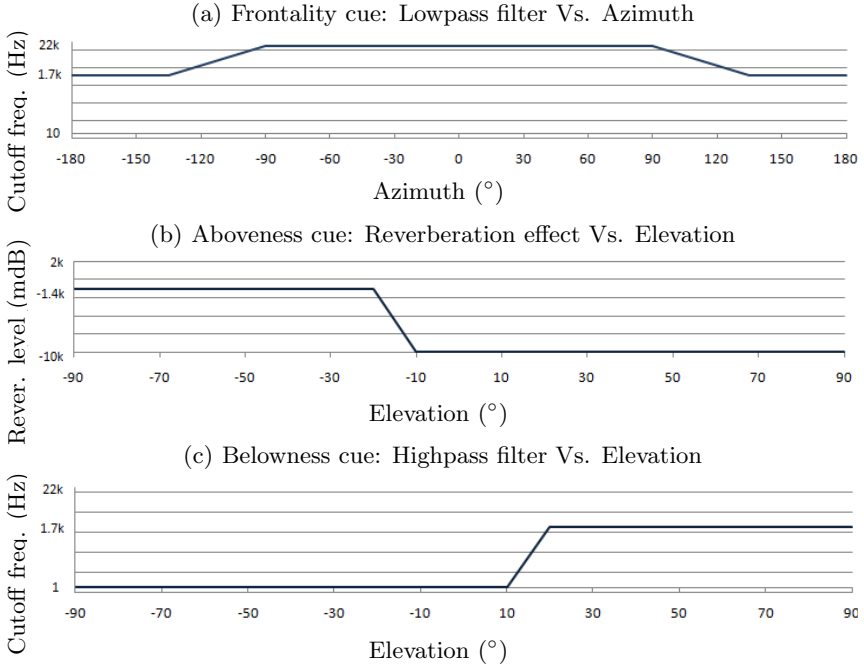 (a) Frontality cue: Lowpass filter Vs. Azimuth
Cutoff freq. (Hz)
22k
1.7k
10
-180 -150 -120 -90 -60 -30 0 30 60 90 120 150 180
Azimuth (°)
(b) Aboveness cue: Reverberation effect Vs. Elevation
Rever. level (mdB)
2k
-1.4k
-10k
-90 -70 -50 -30 -10 10 30 50 70 90
Elevation (°)
(c) Belowness cue: Highpass filter Vs. Elevation
Cutoff freq. (Hz)
22k
1.7k
1
-90 -70 -50 -30 -10 10 30 50 70 90
Elevation (°)